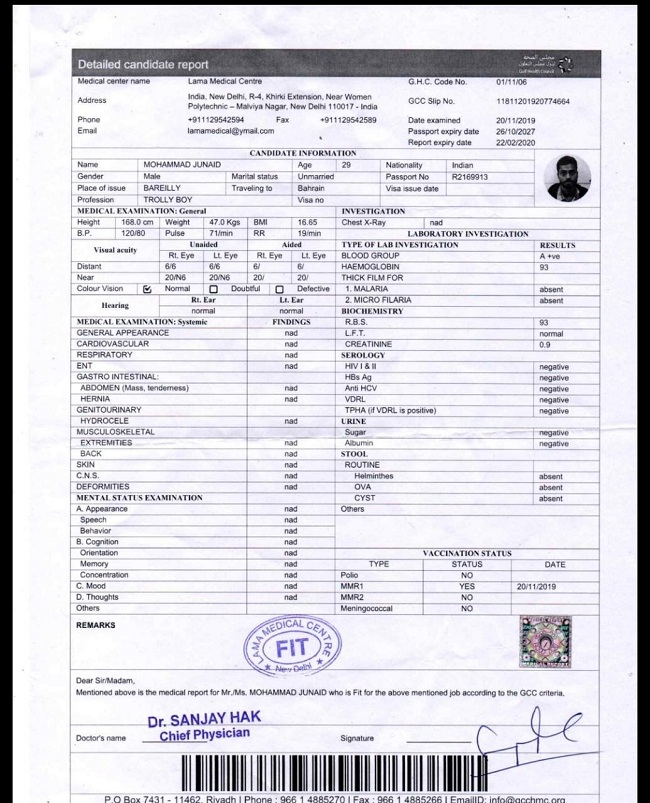 Detailed candidate report
Medical center name Lama Medical Centre G.H.C. Code No. 01/11/06
Address India, New Delhi, R-4, Khirki Extension, Near Women Polytechnic – Malviya Nagar, New Delhi 110017 - India GCC Slip No. 11811201920774664
Phone +911129542594 Fax +911129542589 Date examined 20/11/2019
Email lamamedical@ymail.com Passport expiry date 26/10/2027
Report expiry date 22/02/2020
CANDIDATE INFORMATION
Name MOHAMMAD JUNAID Age 29 Nationality Indian
Gender Male Marital status Unmarried Passport No R2169913
Place of issue BAREILLY Traveling to Bahrain Visa issue date
Profession TROLLY BOY Visa no
MEDICAL EXAMINATION: General INVESTIGATION
Height 168.0 cm Weight 47.0 Kgs BMI 16.65 Chest X-Ray nad
B.P. 120/80 Pulse 71/min RR 19/min LABORATORY INVESTIGATION
Visual acuity Unaided Aided TYPE OF LAB INVESTIGATION RESULTS
Rt. Eye Lt. Eye Rt. Eye Lt. Eye BLOOD GROUP A +ve
Distant 6/6 6/6 6/ 6/ HAEMOGLOBIN 93
Near 20/N6 20/N6 20/ 20/ THICK FILM FOR
Colour Vision Normal Doubtful Defective 1. MALARIA absent
Hearing Rt. Ear Lt. Ear 2. MICRO FILARIA absent
normal normal BIOCHEMISTRY
MEDICAL EXAMINATION: Systemic FINDINGS R.B.S. 93
GENERAL APPEARANCE nad L.F.T. normal
CARDIOVASCULAR nad CREATININE 0.9
RESPIRATORY nad SEROLOGY
ENT nad HIV I & II negative
GASTRO INTESTINAL: HBs Ag negative
ABDOMEN (Mass, tenderness) nad Anti HCV negative
HERNIA nad VDRL negative
GENITOURINARY TPHA (if VDRL is positive) negative
HYDROCELE nad URINE
MUSCULOSKELETAL Sugar negative
EXTREMITIES nad Albumin negative
BACK nad STOOL
SKIN nad ROUTINE
C.N.S. nad Helminthes absent
DEFORMITIES nad OVA absent
MENTAL STATUS EXAMINATION CYST absent
A. Appearance nad Others
Speech nad
Behavior nad
B. Cognition nad
Orientation nad VACCINATION STATUS
Memory nad TYPE STATUS DATE
Concentration nad Polio NO
C. Mood nad MMR1 YES 20/11/2019
D. Thoughts nad MMR2 NO
Others Meningococcal NO
REMARKS
LAMA MEDICAL CENTRE
FIT
New Delhi
Dear Sir/Madam,
Mentioned above is the medical report for Mr./Ms. MOHAMMAD JUNAID who is Fit for the above mentioned job according to the GCC criteria.
Dr. SANJAY HAK
Doctor's name Chief Physician Signature
P.O Box 7431 - 11462, Riyadh | Phone : 966 1 4885270 | Fax : 966 1 4885266 | EmailID: info@gcchmc.org